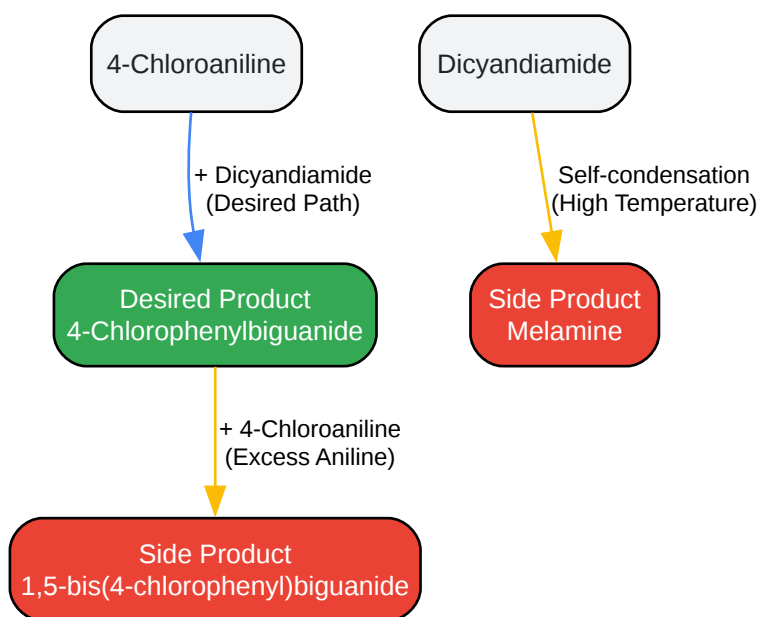 4-Chloroaniline
Dicyandiamide
+ Dicyandiamide
(Desired Path)
Self-condensation
(High Temperature)
Desired Product
4-Chlorophenylbiguanide
Side Product
Melamine
+ 4-Chloroaniline
(Excess Aniline)
Side Product
1,5-bis(4-chlorophenyl)biguanide